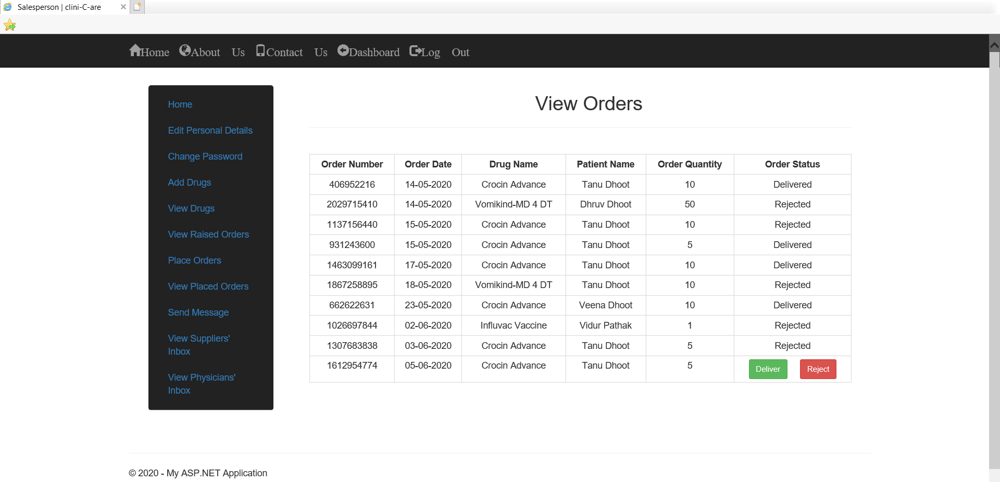 Salesperson | clini-C-are
Home About Us Contact Us Dashboard Log Out
Home
Edit Personal Details
Change Password
Add Drugs
View Drugs
View Raised Orders
Place Orders
View Placed Orders
Send Message
View Suppliers'
Inbox
View Physicians'
Inbox
View Orders
Order Number Order Date Drug Name Patient Name Order Quantity Order Status
406952216 14-05-2020 Crocin Advance Tanu Dhoot 10 Delivered
2029715410 14-05-2020 Vomikind-MD 4 DT Dhruv Dhoot 50 Rejected
1137156440 15-05-2020 Crocin Advance Tanu Dhoot 10 Rejected
931243600 15-05-2020 Crocin Advance Tanu Dhoot 5 Delivered
1463099161 17-05-2020 Crocin Advance Tanu Dhoot 10 Delivered
1867258895 18-05-2020 Vomikind-MD 4 DT Tanu Dhoot 10 Rejected
662622631 23-05-2020 Crocin Advance Veena Dhoot 10 Delivered
1026697844 02-06-2020 Influvac Vaccine Vidur Pathak 1 Rejected
1307683838 03-06-2020 Crocin Advance Tanu Dhoot 5 Rejected
1612954774 05-06-2020 Crocin Advance Tanu Dhoot 5 Deliver Reject
© 2020 - My ASP.NET Application